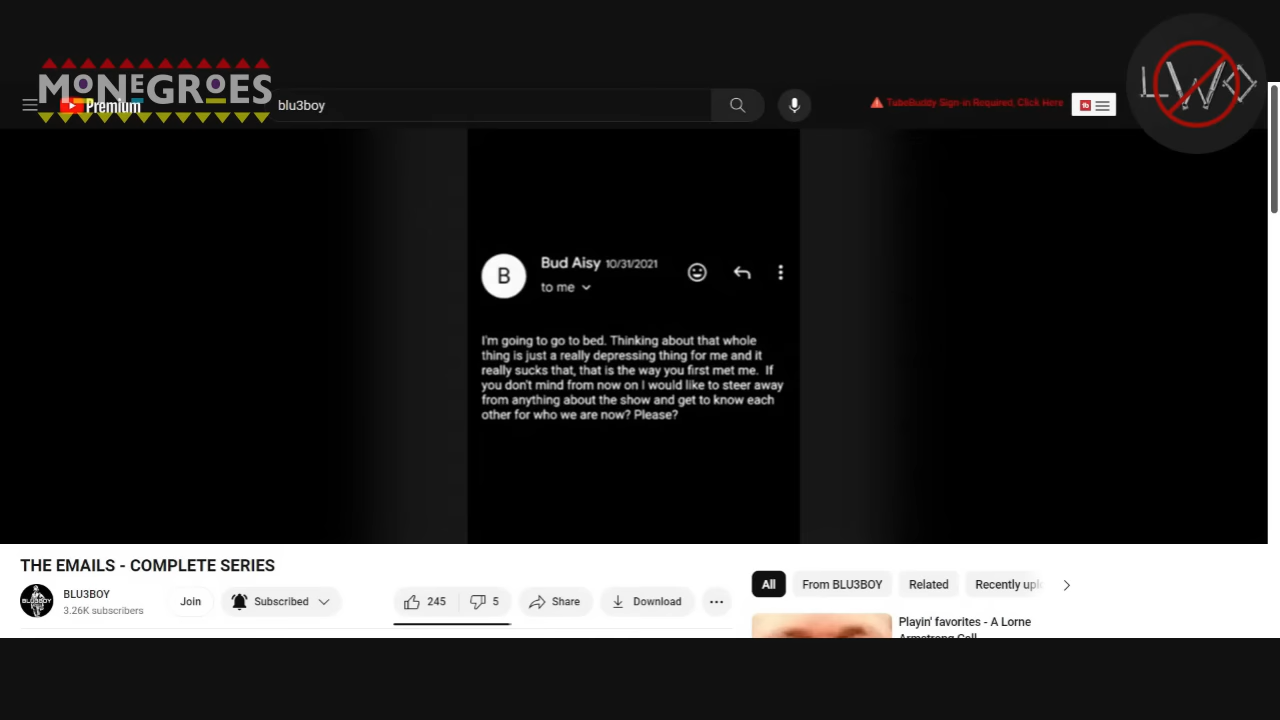 MONEGROES
Premium
blu3boy
TubeBuddy Sign-in Required, Click Here
tb
LWO
B
Bud Aisy 10/31/2021
to me
I'm going to go to bed. Thinking about that whole
thing is just a really depressing thing for me and it
really sucks that, that is the way you first met me. If
you don't mind from now on I would like to steer away
from anything about the show and get to know each
other for who we are now? Please?
THE EMAILS - COMPLETE SERIES
BLU3BOY
BLU3BOY
3.26K subscribers
Join
Subscribed
245
5
Share
Download
All
From BLU3BOY
Related
Recently
Playin' favorites - A Lorne
Armstrong Call